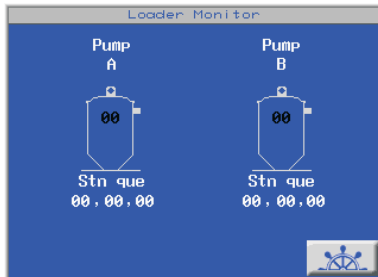 Loader Monitor
Pump Pump
A B
00 00
Stn que Stn que
00,00,00 00,00,00